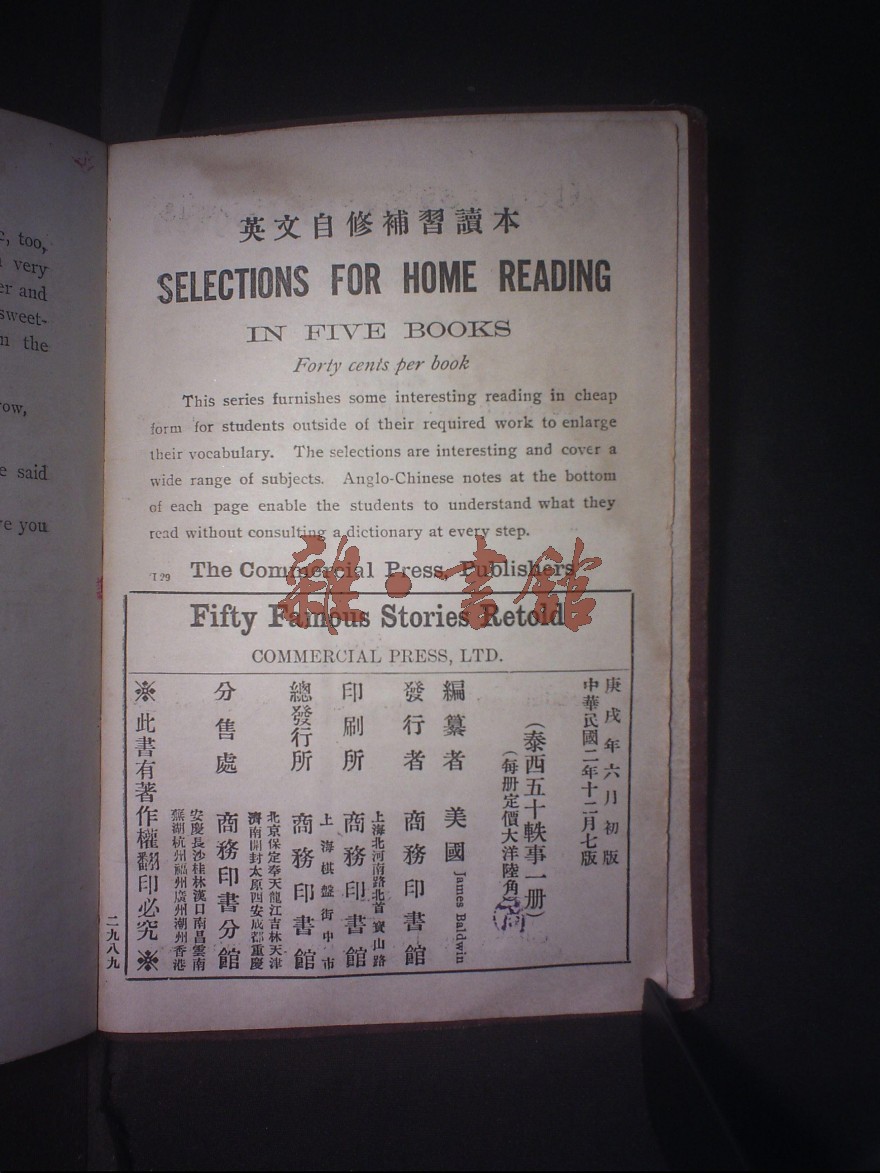 c, too,
very
er and
sweet-
n the
row,
e said
ve you
英文自修補習讀本
SELECTIONS FOR HOME READING
IN FIVE BOOKS
Forty cents per book
This series furnishes some interesting reading in cheap
form for students outside of their required work to enlarge
their vocabulary. The selections are interesting and cover a
wide range of subjects. Anglo-Chinese notes at the bottom
of each page enable the students to understand what they
read without consulting a dictionary at every step.
The Commercial Press, Publishers
雜·書館
Fifty Famous Stories Retold
COMMERCIAL PRESS, LTD.
庚戌年六月初版
中華民國二年十二月七版
(泰西五十軼事一册)
(每册定價大洋陸角)
編纂者 美國 James Baldwin
發行者 商務印書館
上海北河南路北首寶山路
印刷所 商務印書館
上海棋盤街中市
總發行所 商務印書館
北京保定奉天龍江吉林天津
濟南開封太原西安成都重慶
分售處 商務印書分館
安慶長沙桂林漢口南昌雲南
蕪湖杭州福州廣州潮州香港
※此書有著作權翻印必究※
二九八九